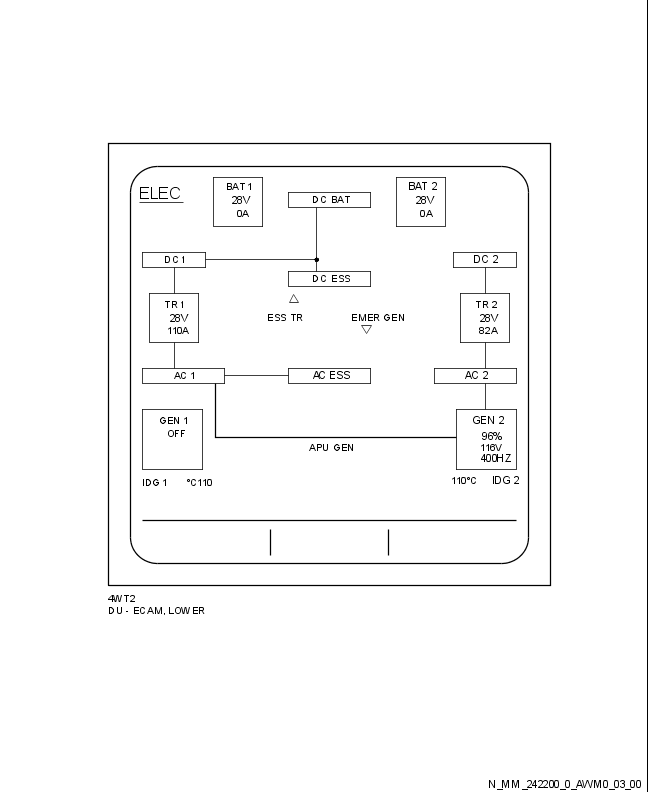 ELEC
BAT 1
28V
0A
DC BAT
BAT 2
28V
0A
DC 1
DC 2
DC ESS
TR 1
28V
110A
ESS TR
EMER GEN
TR 2
28V
82A
AC 1
AC ESS
AC 2
GEN 1
OFF
GEN 2
96%
116V
400HZ
APU GEN
IDG 1 °C110
110°C IDG 2
4WT2
DU - ECAM, LOWER
N_MM_242200_0_AVM0_03_00